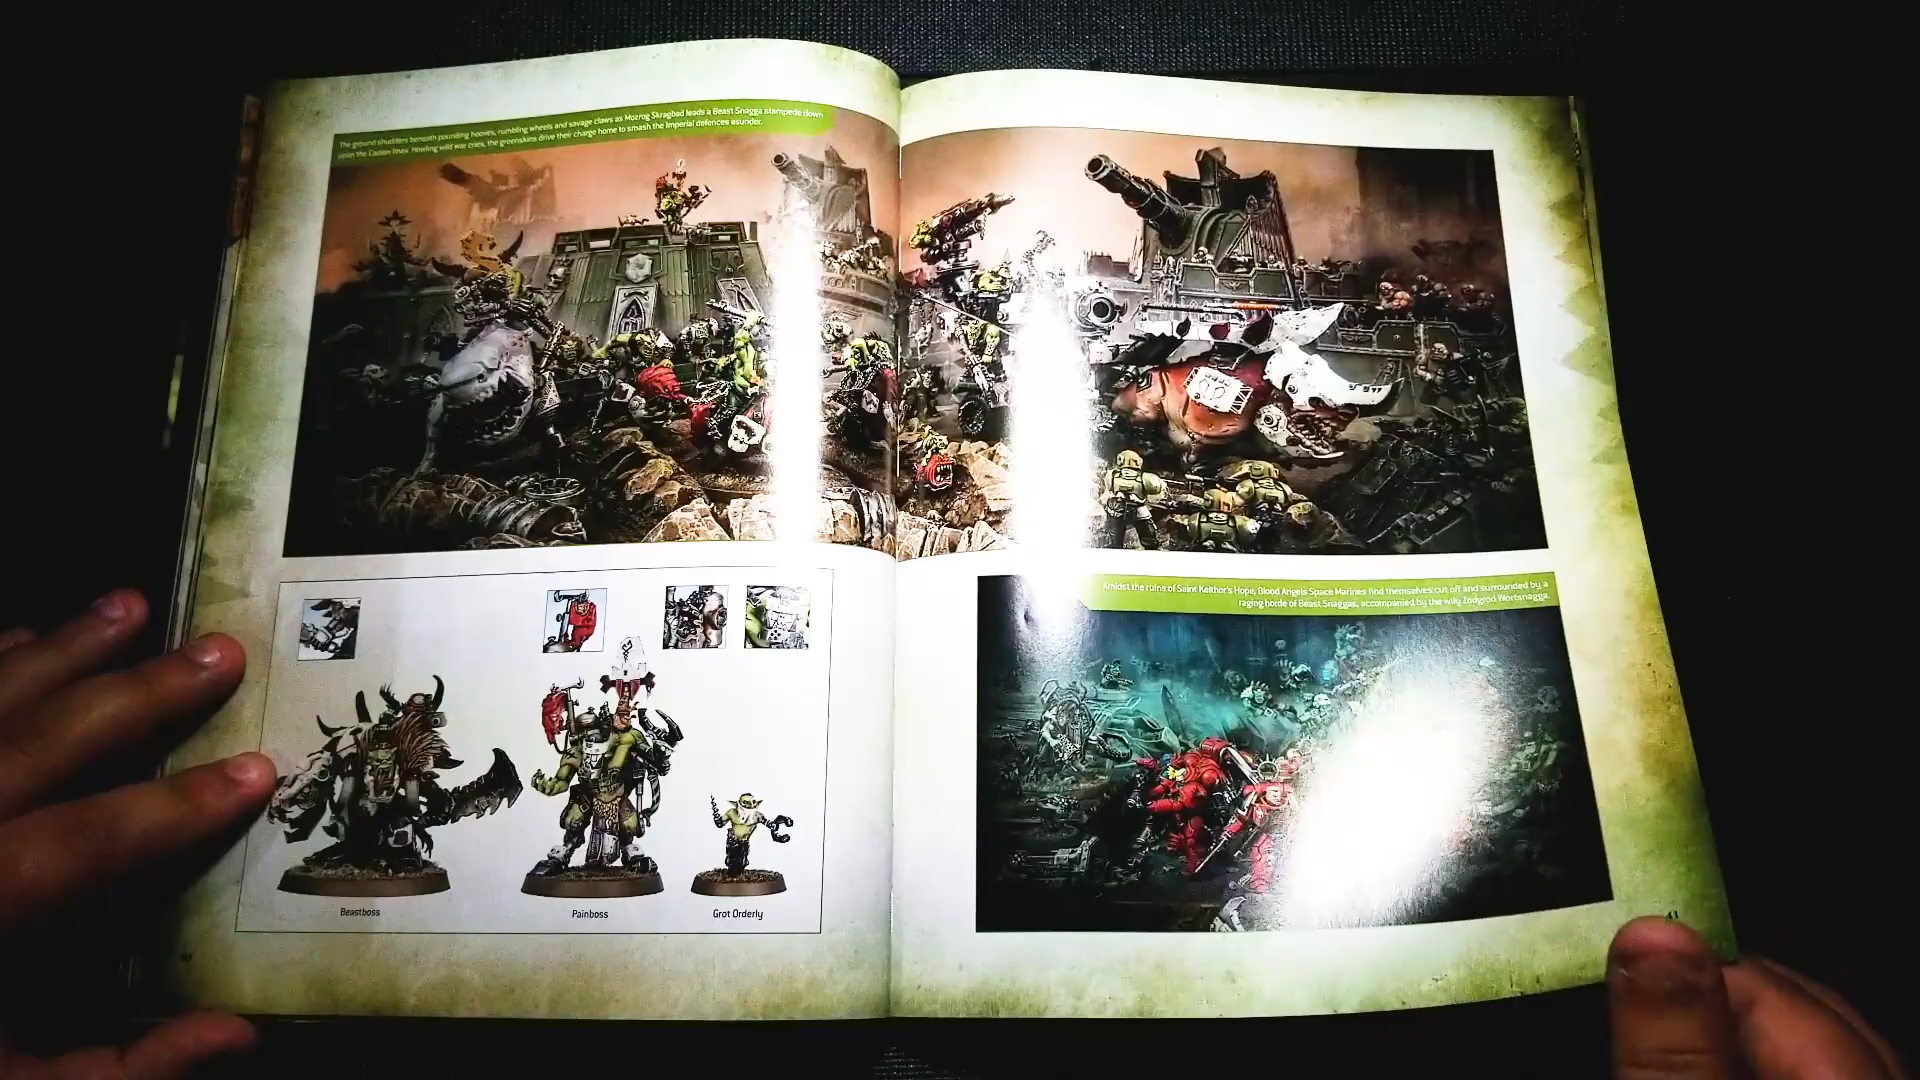 The ground shudders beneath pounding hooves, rumbling wheels and savage claws as Mozrog Skragbad leads a Beast Snagga stampede down
upon the Cadian lines. Howling wild war cries, the greenskins drive their charge home to smash the Imperial defences asunder.
Beastboss
Painboss
Grot Orderly
Amidst the ruins of Saint Keithor's Hope, Blood Angels Space Marines find themselves cut off and surrounded by a
raging horde of Beast Snaggas, accompanied by the wily Zodgrod Wortsnagga.
41